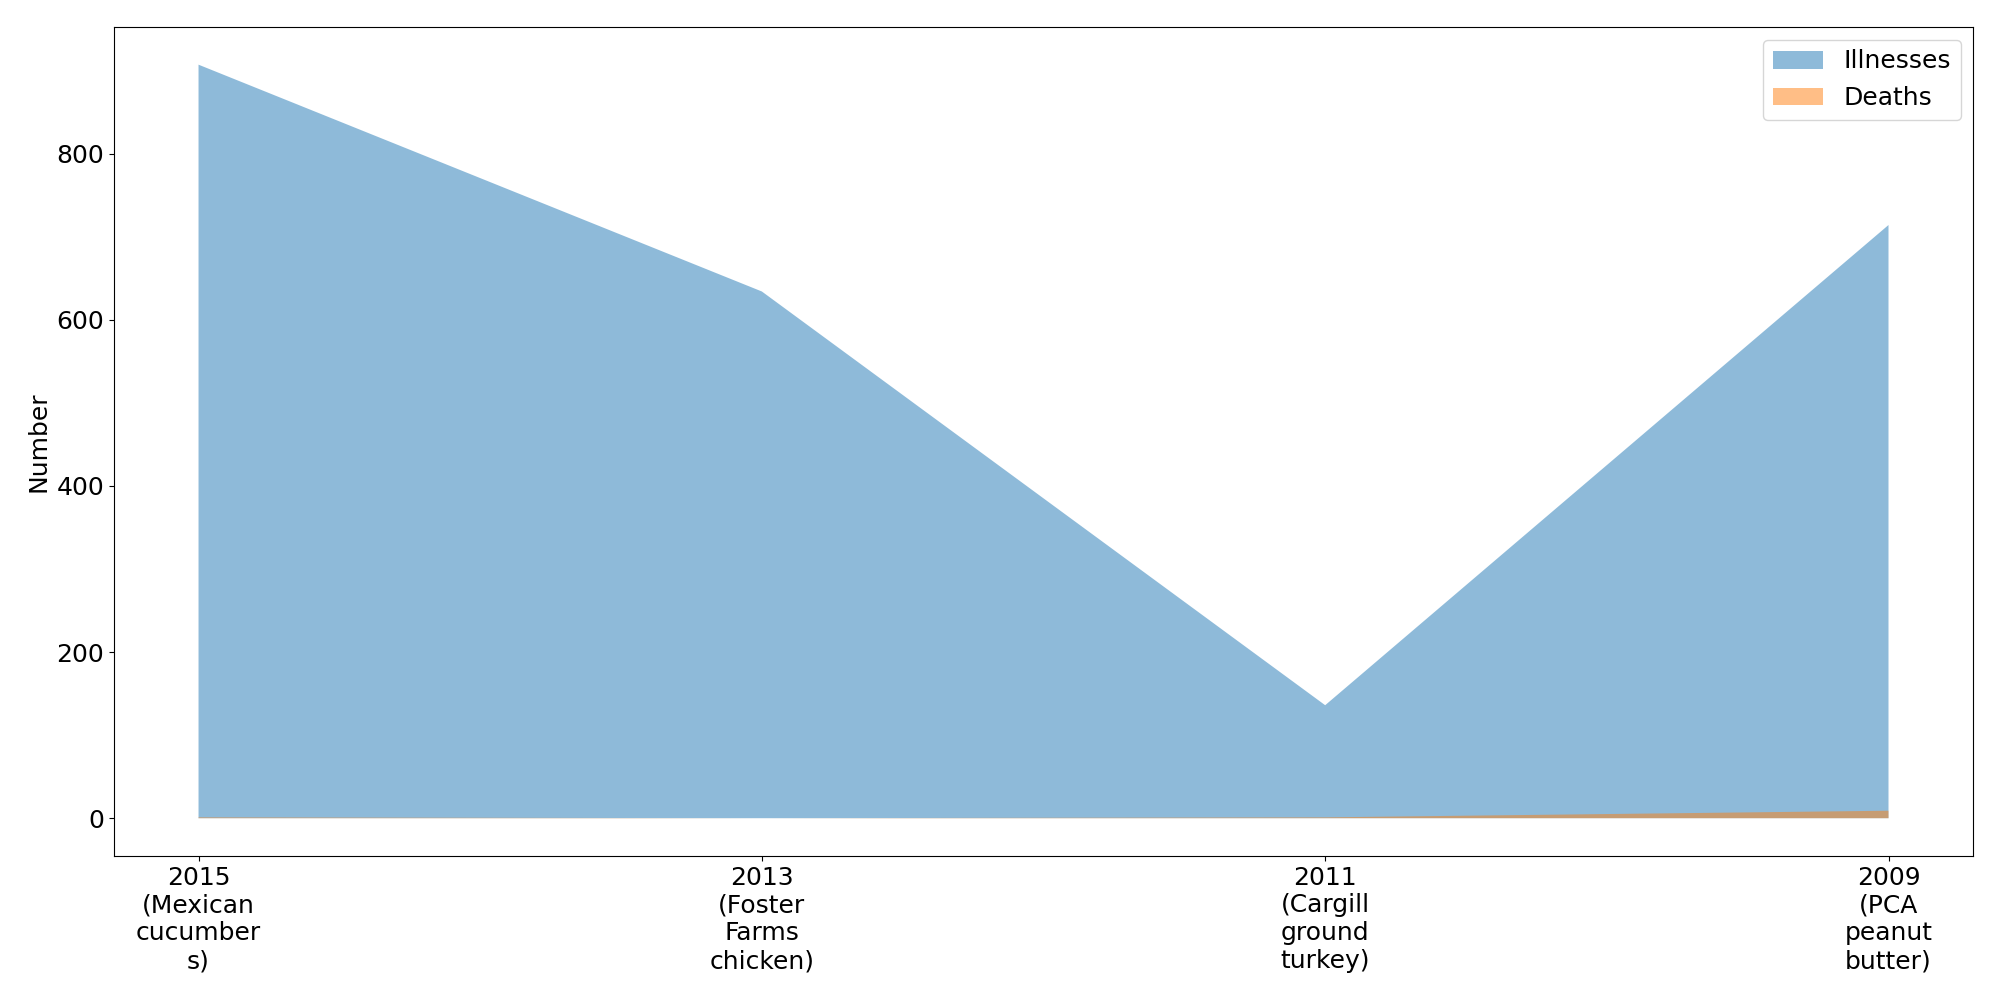 Illnesses
Deaths
Number
800
600
400
200
0
2015
(Mexican
cucumber
s)
2013
(Foster
Farms
chicken)
2011
(Cargill
ground
turkey)
2009
(PCA
peanut
butter)